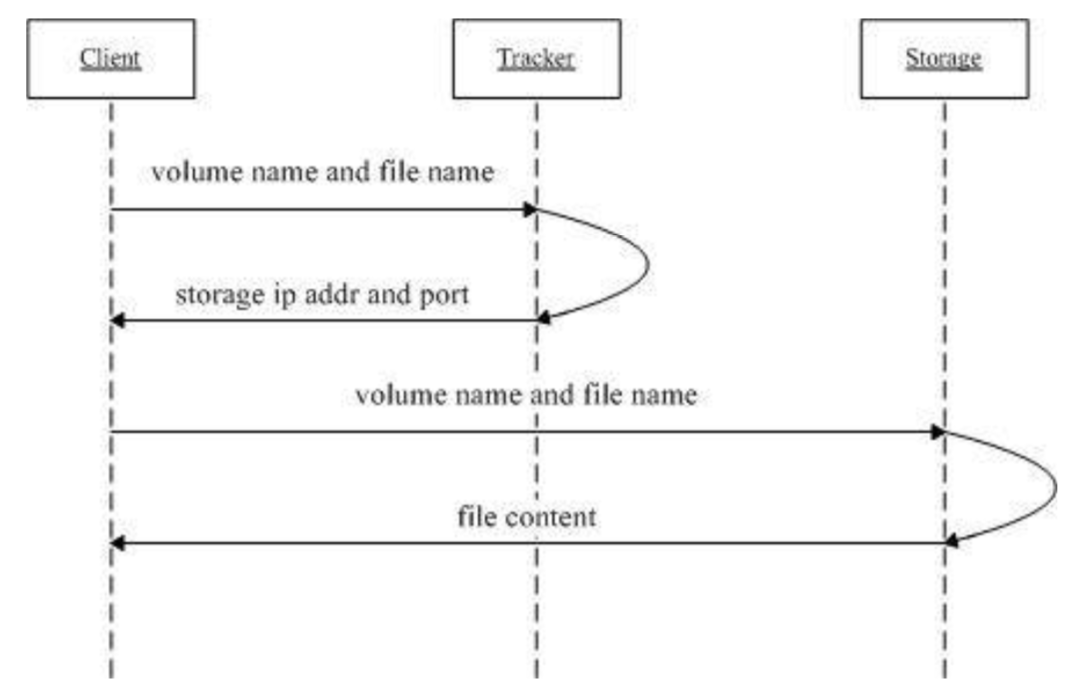 Client
Tracker
Storage
volume name and file name
storage ip addr and port
volume name and file name
file content